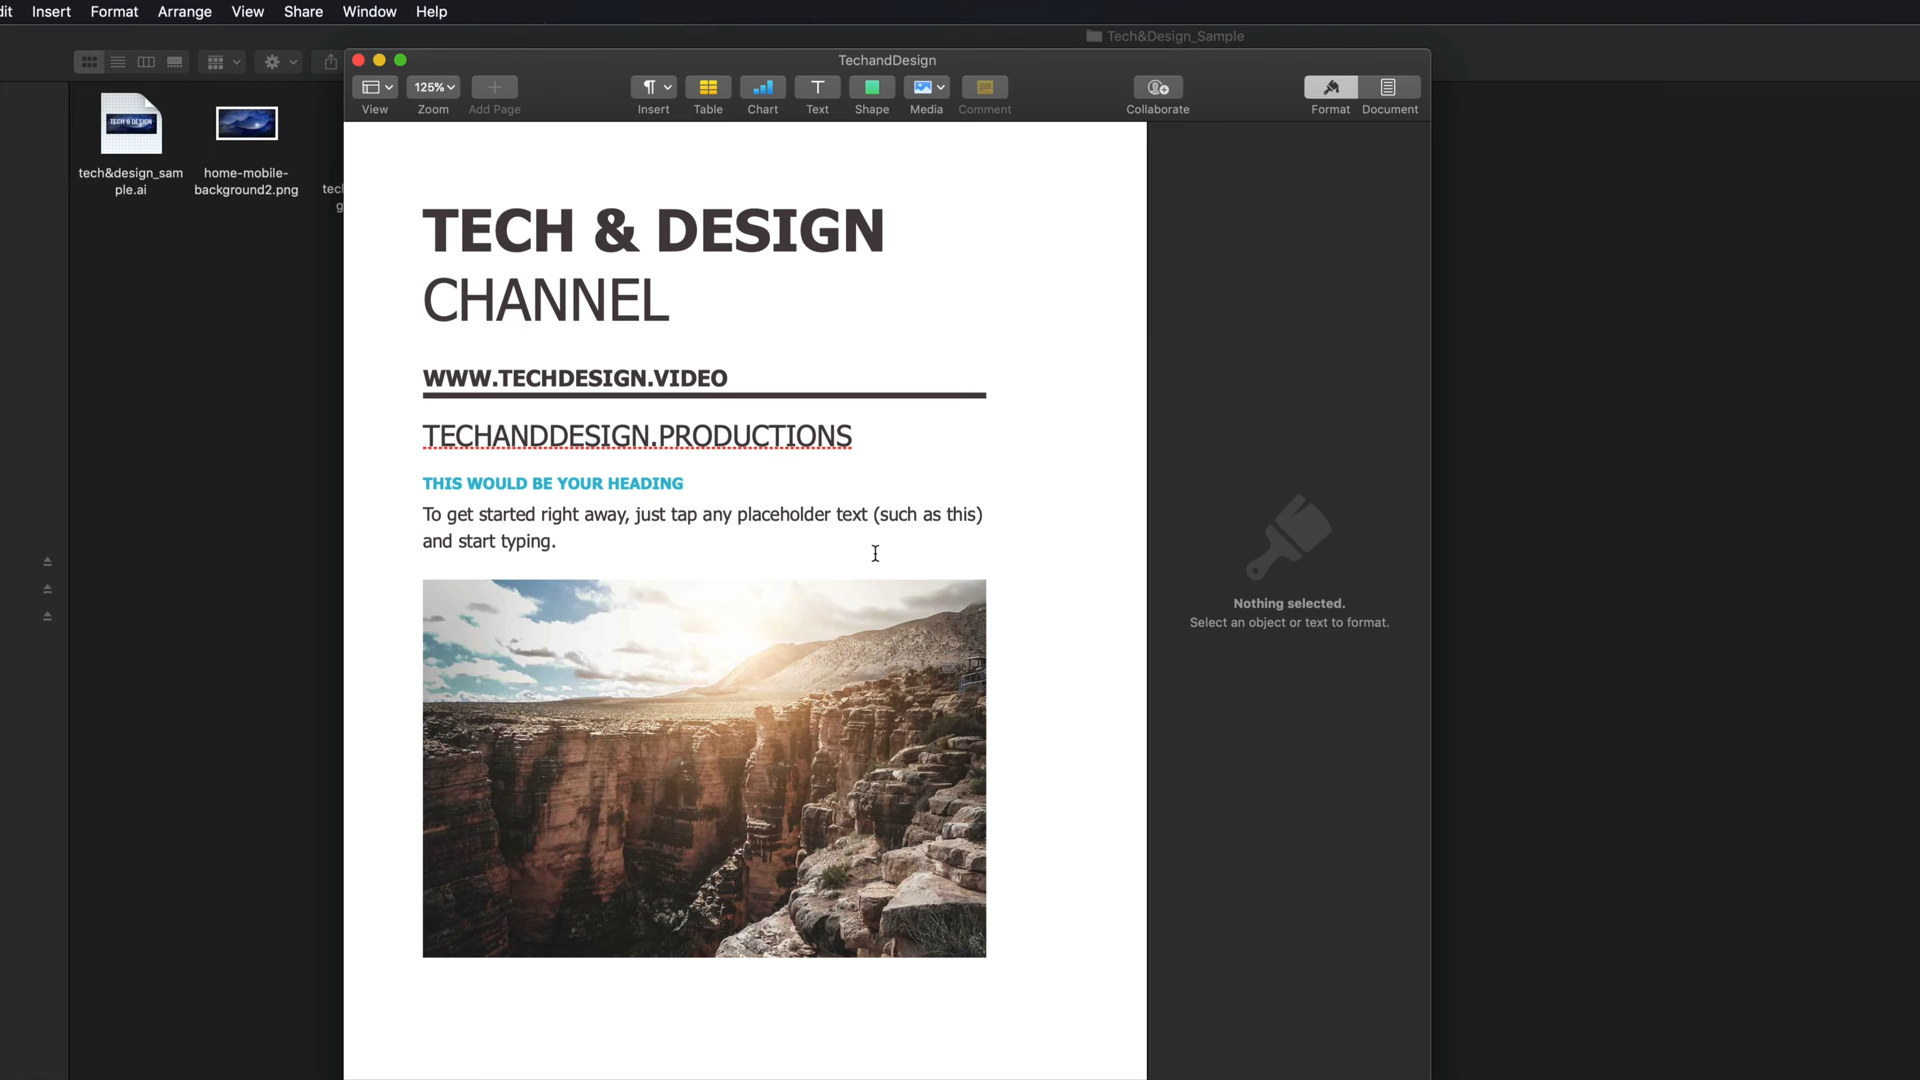 Insert Format Arrange View Share Window Help
Tech&Design_Sample
TechandDesign
125%
View Zoom Add Page Insert Table Chart Text Shape Media Comment Collaborate Format Document
TECH & DESIGN
tech&design_sam
ple.ai
home-mobile-
background2.png
TECH & DESIGN
CHANNEL
WWW.TECHDESIGN.VIDEO
TECHANDDESIGN.PRODUCTIONS
THIS WOULD BE YOUR HEADING
To get started right away, just tap any placeholder text (such as this)
and start typing.
Nothing selected.
Select an object or text to format.